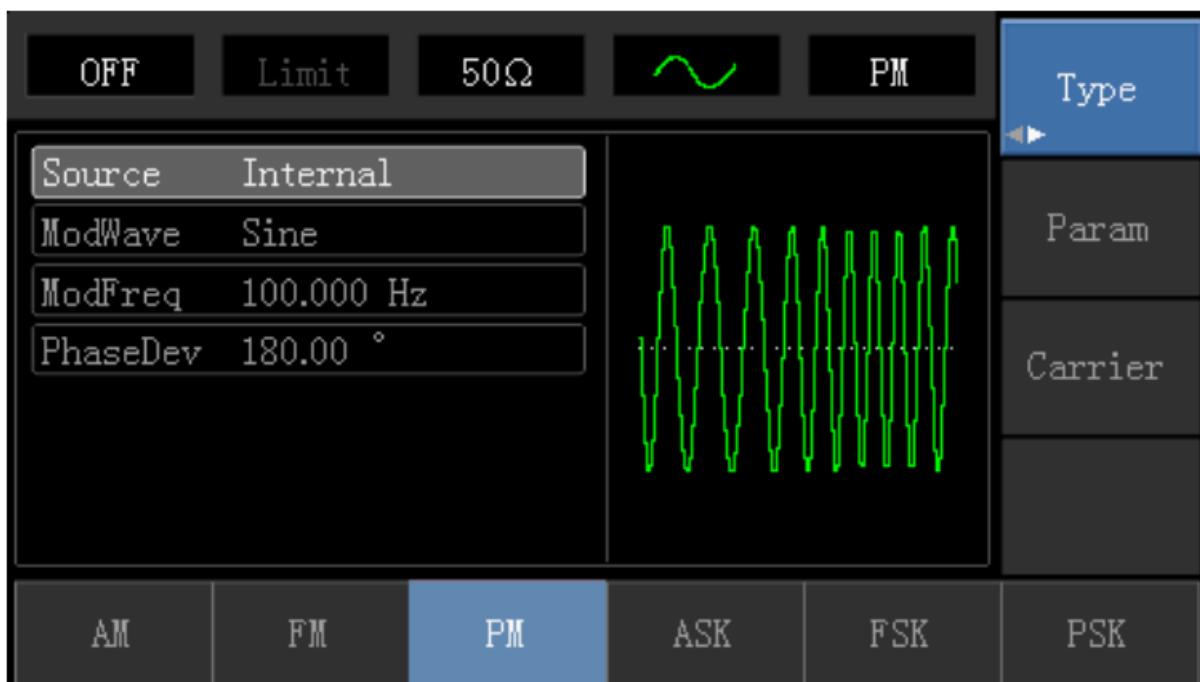 OFF Limit 50Ω PM
Type
Source Internal
ModWave Sine
ModFreq 100.000 Hz
PhaseDev 180.00 °
Param
Carrier
AM FM PM ASK FSK PSK